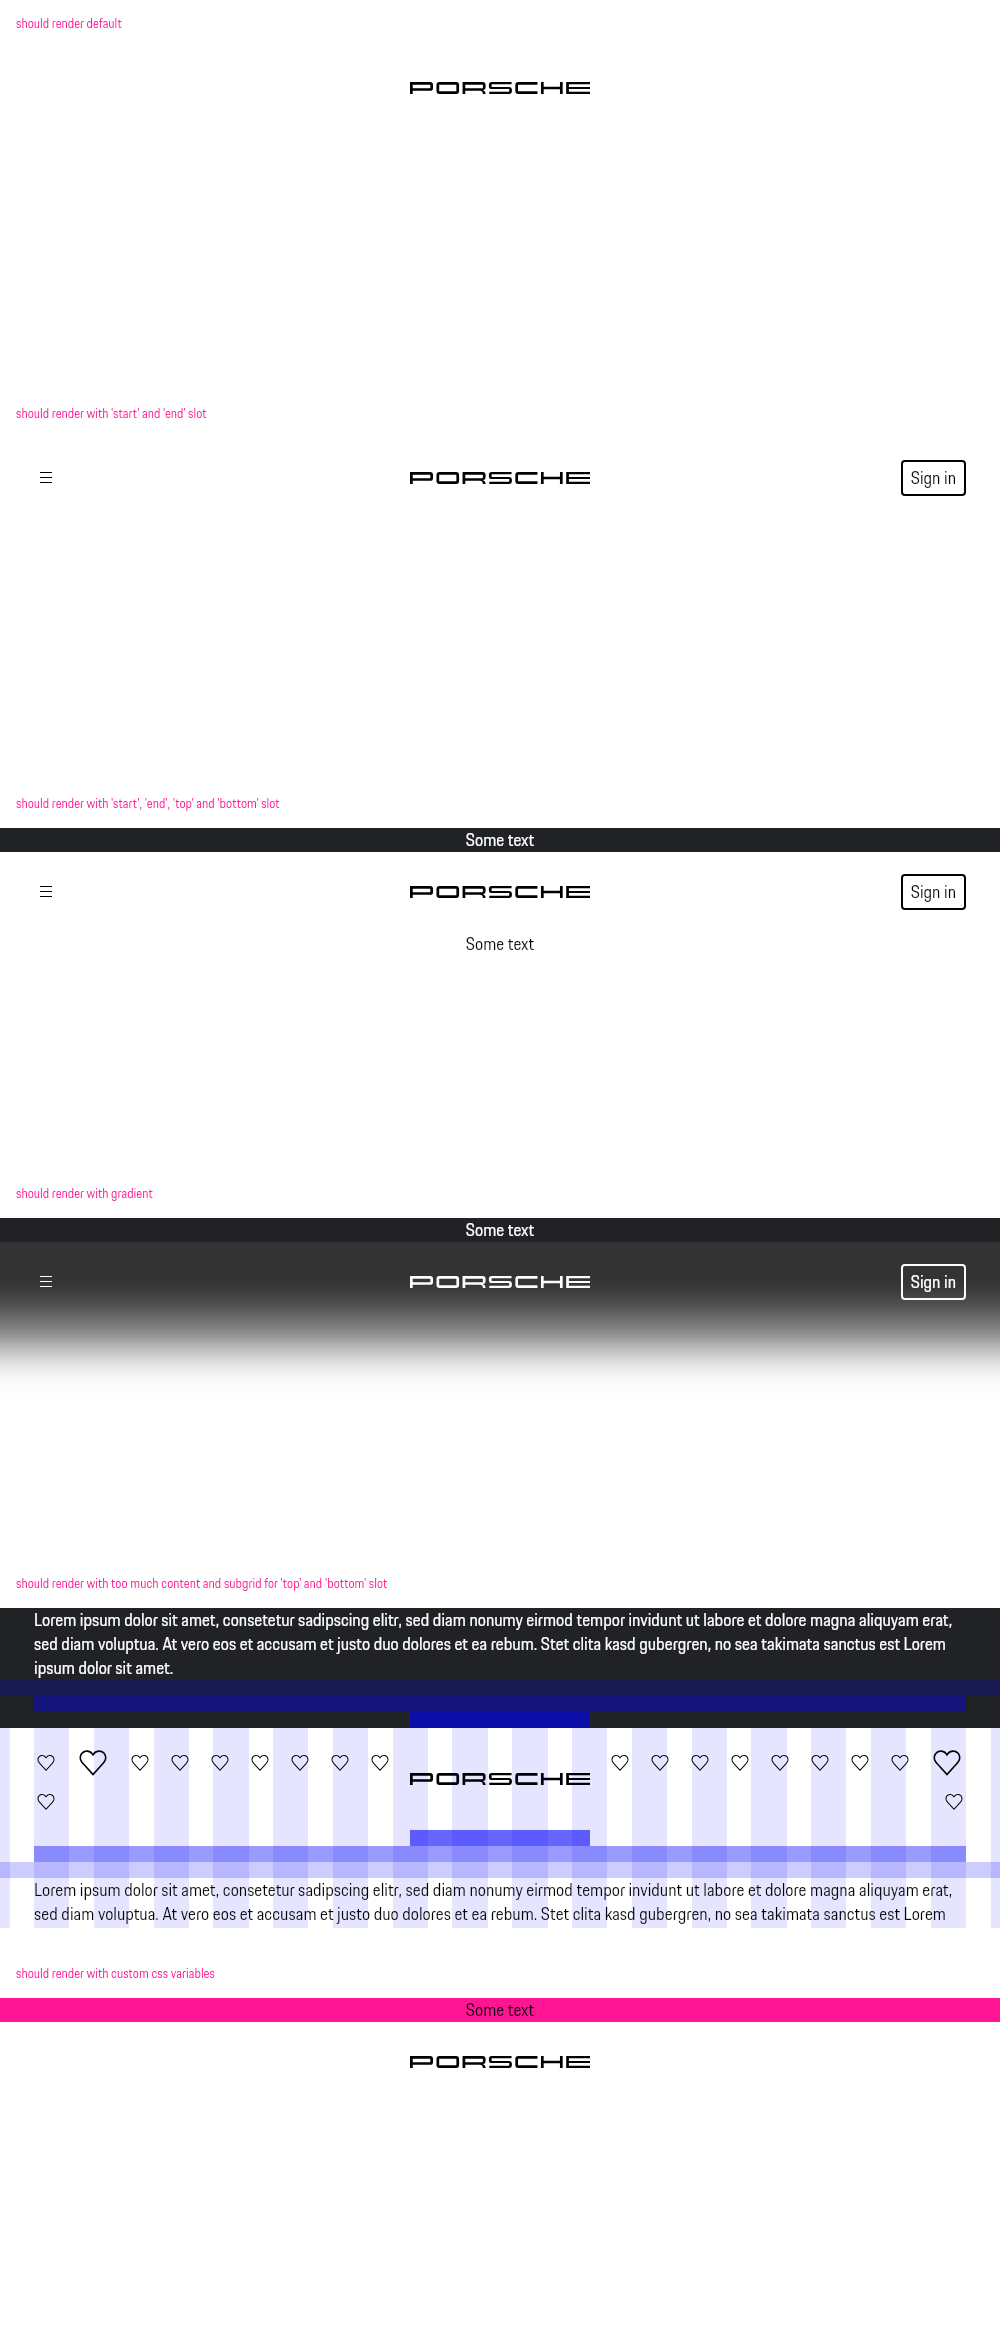 should render default
PORSCHE
should render with 'start' and 'end' slot
PORSCHE
Sign in
should render with 'start', 'end', 'top' and 'bottom' slot
Some text
PORSCHE
Sign in
Some text
should render with gradient
Some text
PORSCHE
Sign in
should render with too much content and subgrid for 'top' and 'bottom' slot
Lorem ipsum dolor sit amet, consetetur sadipscing elitr, sed diam nonumy eirmod tempor invidunt ut labore et dolore magna aliquyam erat,
sed diam voluptua. At vero eos et accusam et justo duo dolores et ea rebum. Stet clita kasd gubergren, no sea takimata sanctus est Lorem
ipsum dolor sit amet.
PORSCHE
Lorem ipsum dolor sit amet, consetetur sadipscing elitr, sed diam nonumy eirmod tempor invidunt ut labore et dolore magna aliquyam erat,
sed diam voluptua. At vero eos et accusam et justo duo dolores et ea rebum. Stet clita kasd gubergren, no sea takimata sanctus est Lorem
should render with custom css variables
Some text
PORSCHE